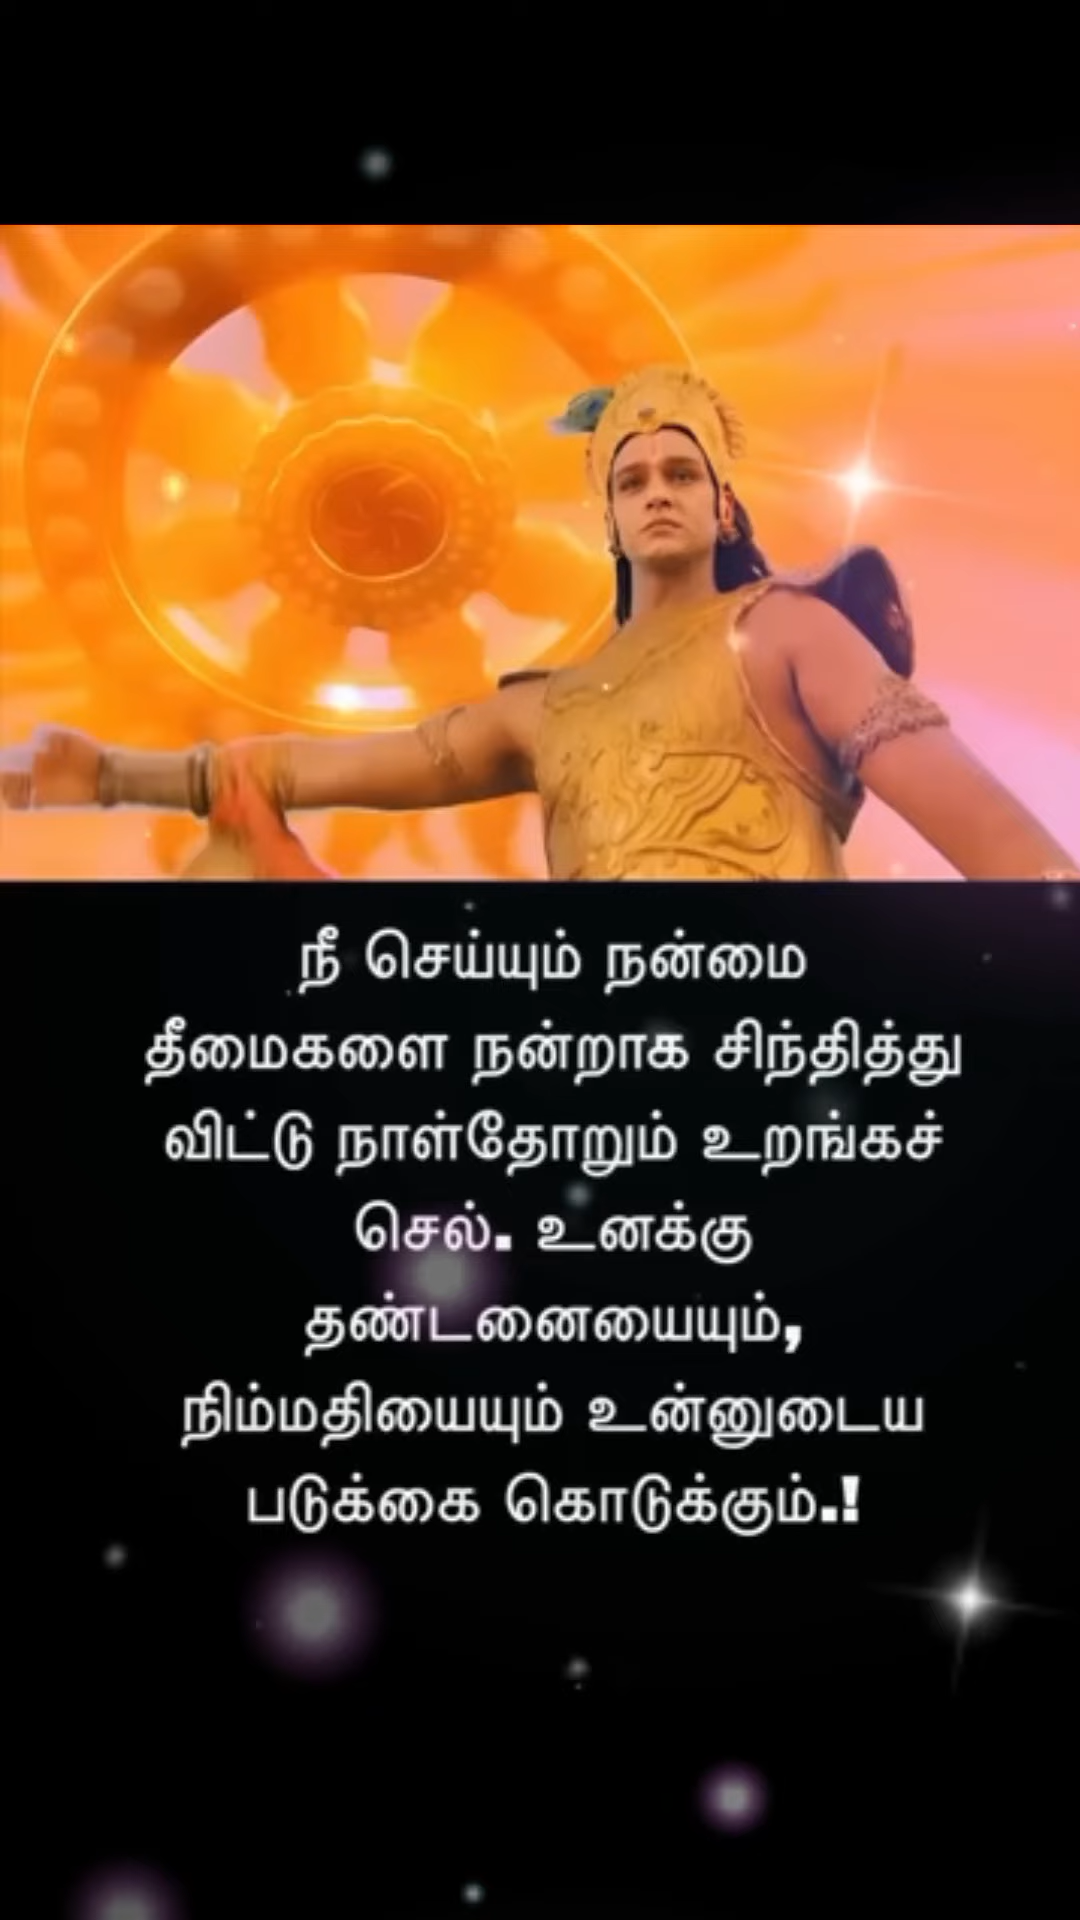 நீ செய்யும் நன்மை
தீமைகளை நன்றாக சிந்தித்து
விட்டு நாள்தோறும் உறங்கச்
செல். உனக்கு
தண்டனையையும்,
நிம்மதியையும் உன்னுடைய
படுக்கை கொடுக்கும்.!